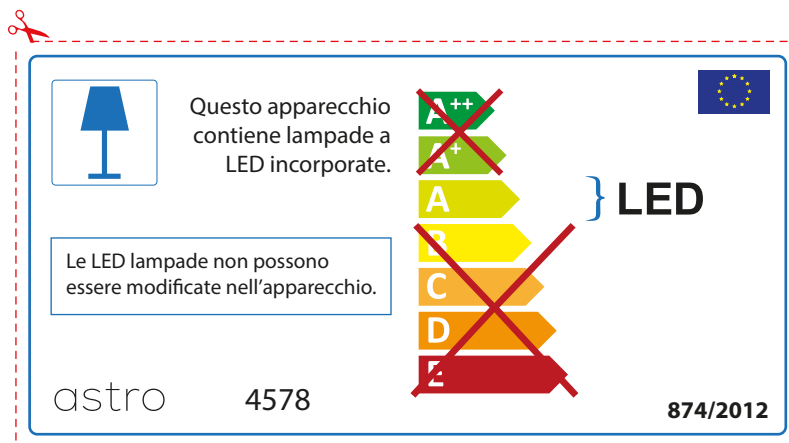 Questo apparecchio
contiene lampade a
LED incorporate.
A++
A+
A
B
C
D
E
LED
Le LED lampade non possono
essere modificate nell'apparecchio.
astro
4578
874/2012